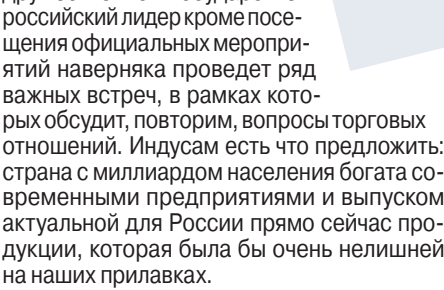 российский лидер кроме посе-
щения официальных меропри-
ятий наверняка проведет ряд
важных встреч, в рамках кото-
рых обсудит, повторим, вопросы торговых
отношений. Индусам есть что предложить:
страна с миллиардом населения богата со-
временными предприятиями и выпуском
актуальной для России прямо сейчас про-
дукции, которая была бы очень нелишней
на наших прилавках.